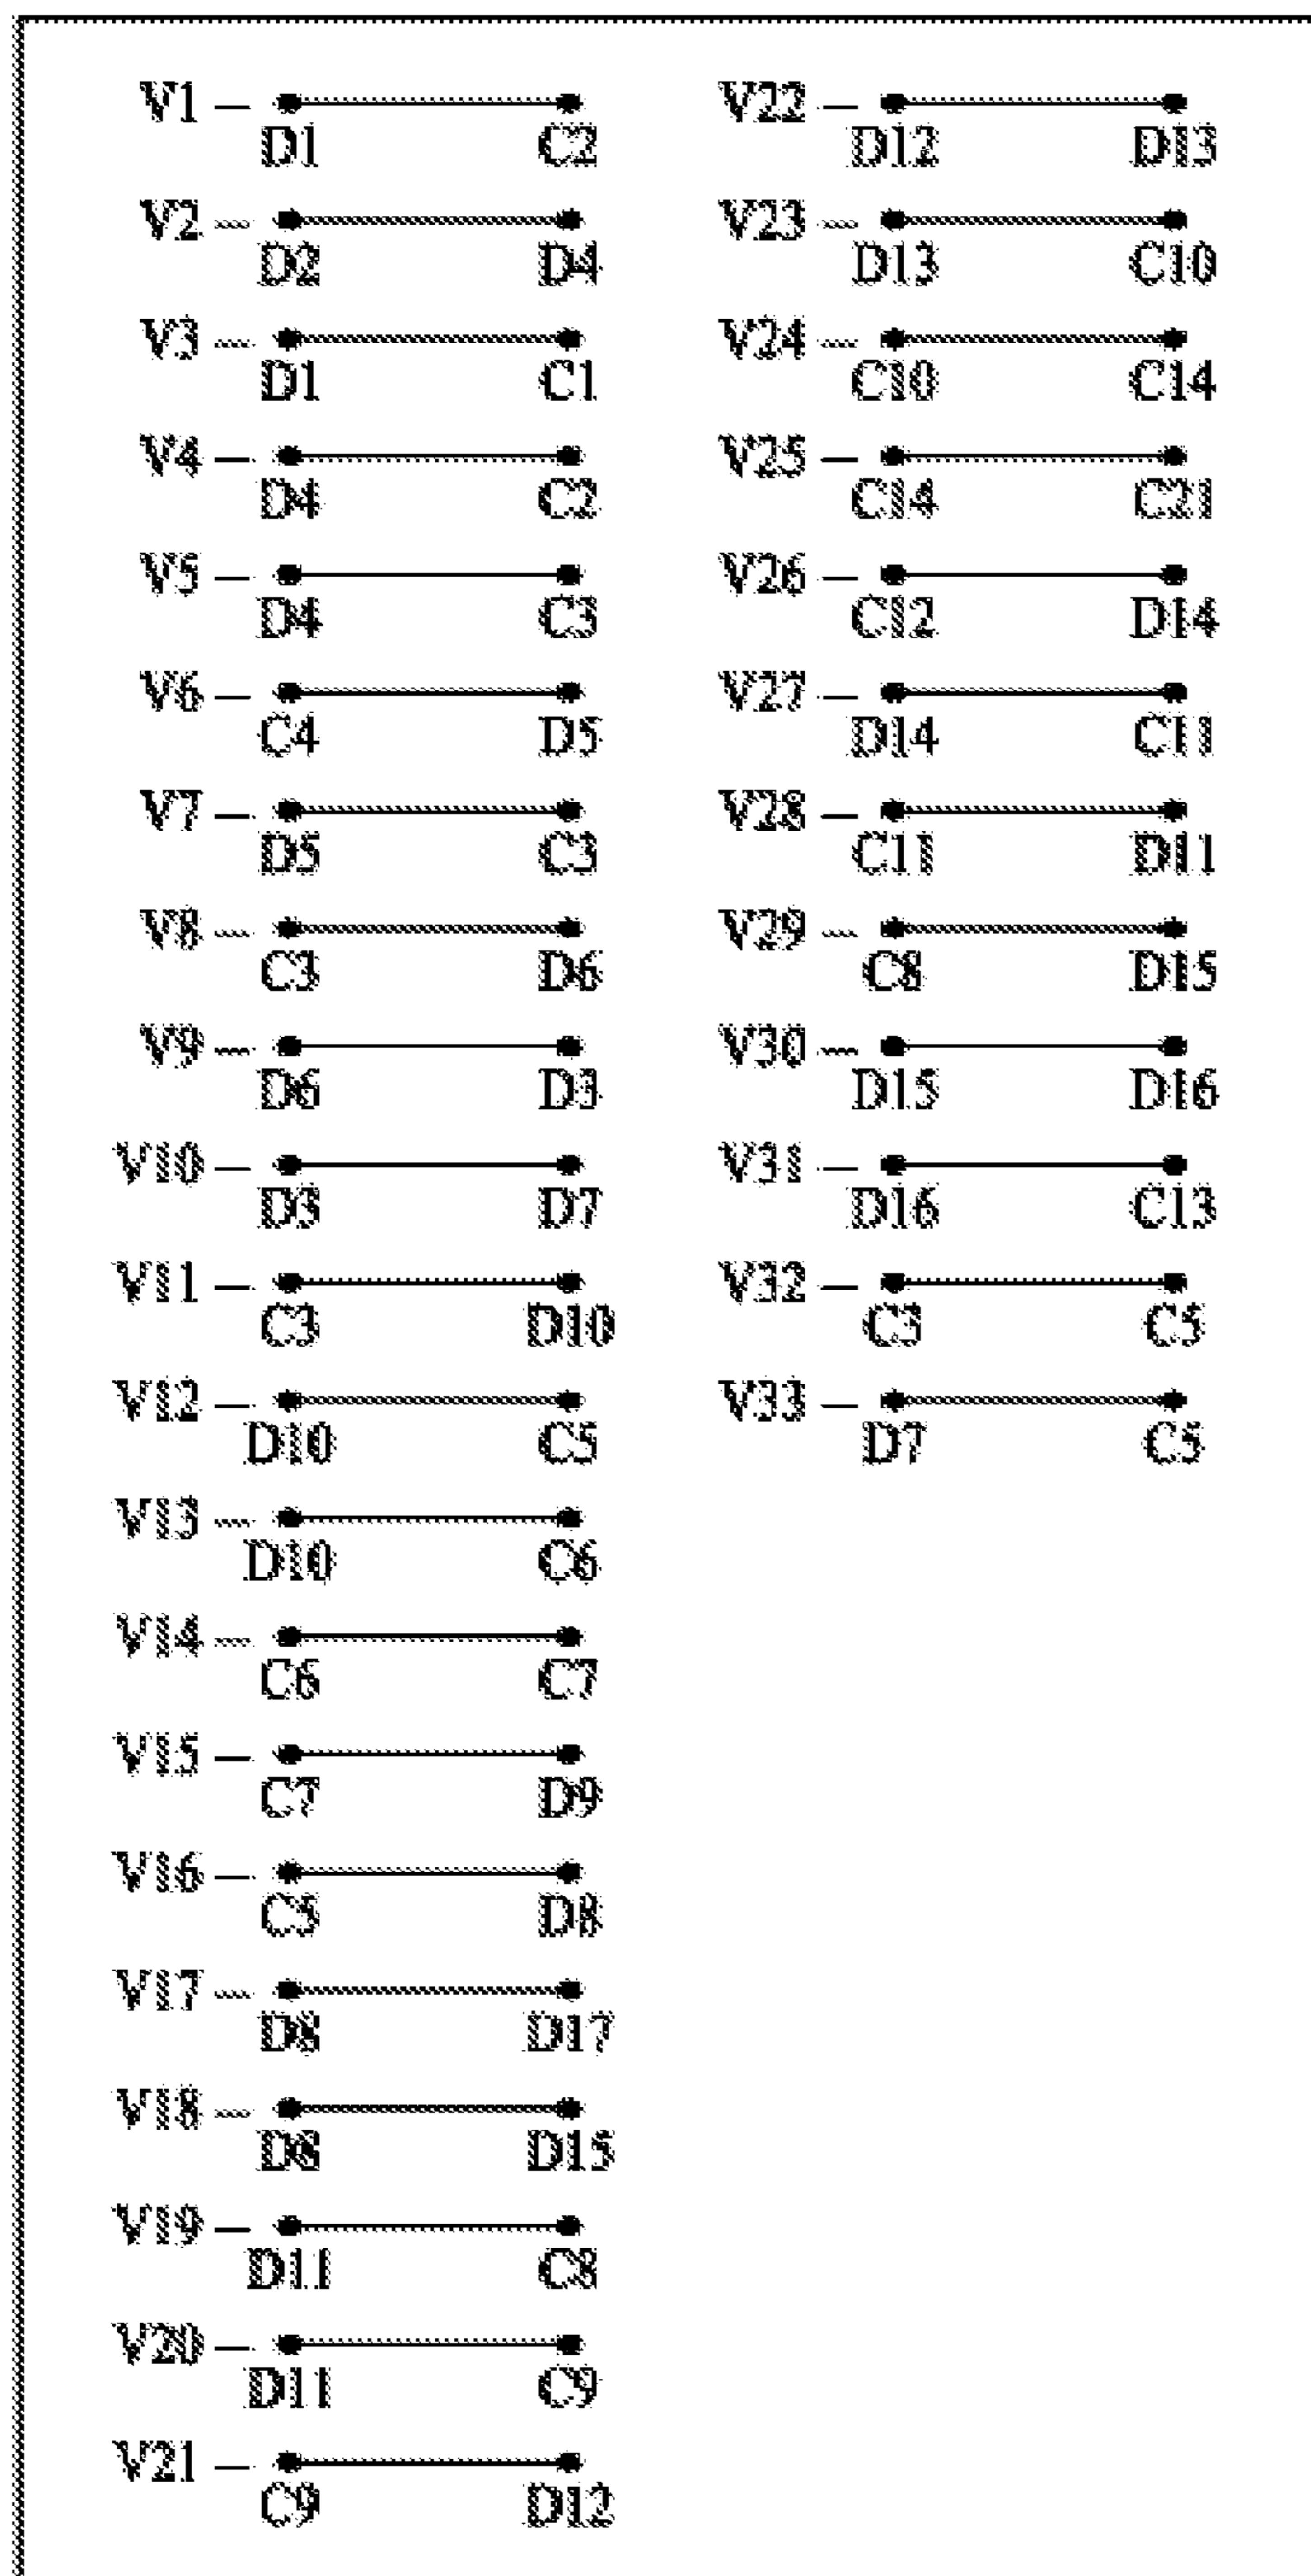 V1 — D1 C2
V2 — D2 D4
V3 — D1 C1
V4 — D4 C2
V5 — D4 C3
V6 — C4 D5
V7 — D5 C3
V8 — C3 D6
V9 — D6 D3
V10 — D3 D7
V11 — C3 D10
V12 — D10 C5
V13 — D10 C6
V14 — C6 C7
V15 — C7 D9
V16 — C5 D8
V17 — D8 D17
V18 — D8 D15
V19 — D11 C8
V20 — D11 C9
V21 — C9 D12
V22 — D12 D13
V23 — D13 C10
V24 — C10 C14
V25 — C14 C21
V26 — C12 D14
V27 — D14 C11
V28 — C11 D11
V29 — C8 D15
V30 — D15 D16
V31 — D16 C13
V32 — C3 C5
V33 — D7 C5